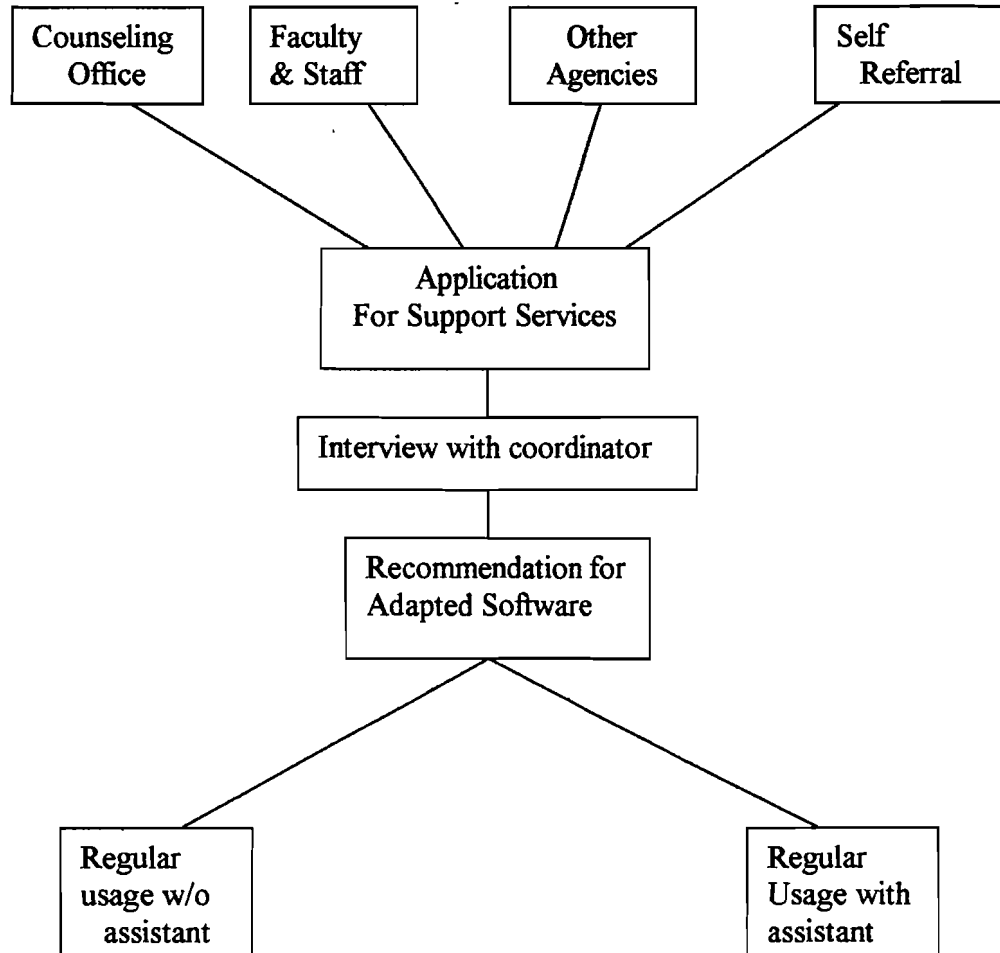 Counseling
Office
Faculty
& Staff
Other
Agencies
Self
Referral
Application
For Support Services
Interview with coordinator
Recommendation for
Adapted Software
Regular
usage w/o
assistant
Regular
Usage with
assistant